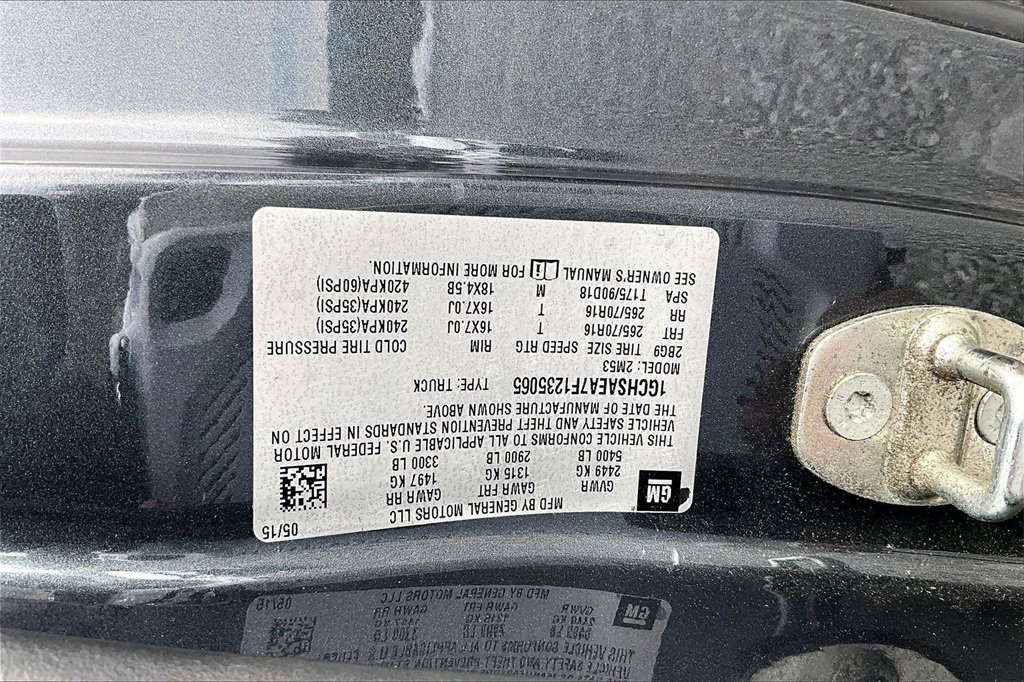 MFD BY GENERAL MOTORS LLC 05/15
GM
GVWR GAWR FRT GAWR RR
2449 KG 1315 KG 1497 KG
5400 LB 2900 LB 3300 LB
THIS VEHICLE CONFORMS TO ALL APPLICABLE U.S. FEDERAL MOTOR
VEHICLE SAFETY AND THEFT PREVENTION STANDARDS IN EFFECT ON
THE DATE OF MANUFACTURE SHOWN ABOVE.
1GCHSAEA7F1235065 TYPE: TRUCK
MODEL: 2M53
2BG9 TIRE SIZE SPEED RTG RIM COLD TIRE PRESSURE
FRT 265/70R16 T 16X7.0J 240KPA(35PSI)
RR 265/70R16 T 16X7.0J 240KPA(35PSI)
SPA T175/90D18 M 18X4.5B 420KPA(60PSI)
SEE OWNER'S MANUAL FOR MORE INFORMATION.